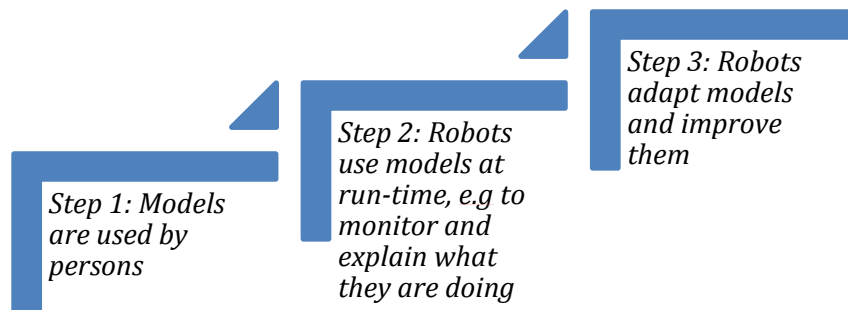 Step 1: Models
are used by
persons
Step 2: Robots
use models at
run-time, e.g to
monitor and
explain what
they are doing
Step 3: Robots
adapt models
and improve
them